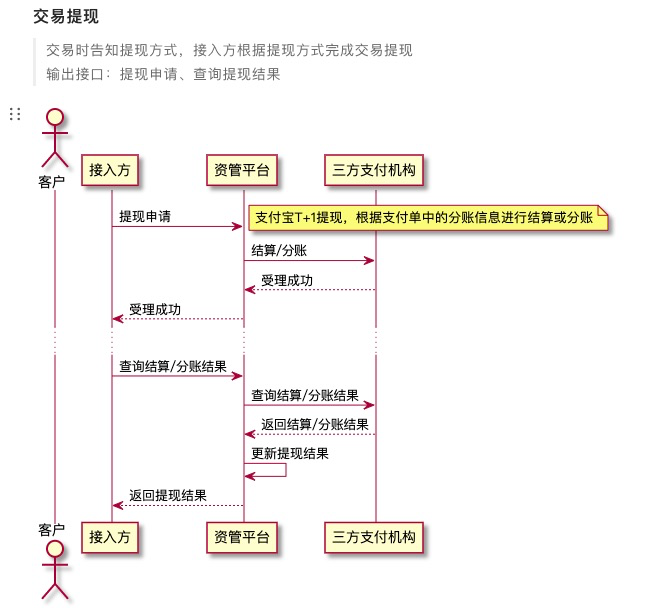 交易提现
交易时告知提现方式，接入方根据提现方式完成交易提现
输出接口：提现申请、查询提现结果
客户
接入方
资管平台
三方支付机构
提现申请
支付宝T+1提现，根据支付单中的分账信息进行结算或分账
结算/分账
受理成功
受理成功
查询结算/分账结果
查询结算/分账结果
返回结算/分账结果
更新提现结果
返回提现结果
客户
接入方
资管平台
三方支付机构